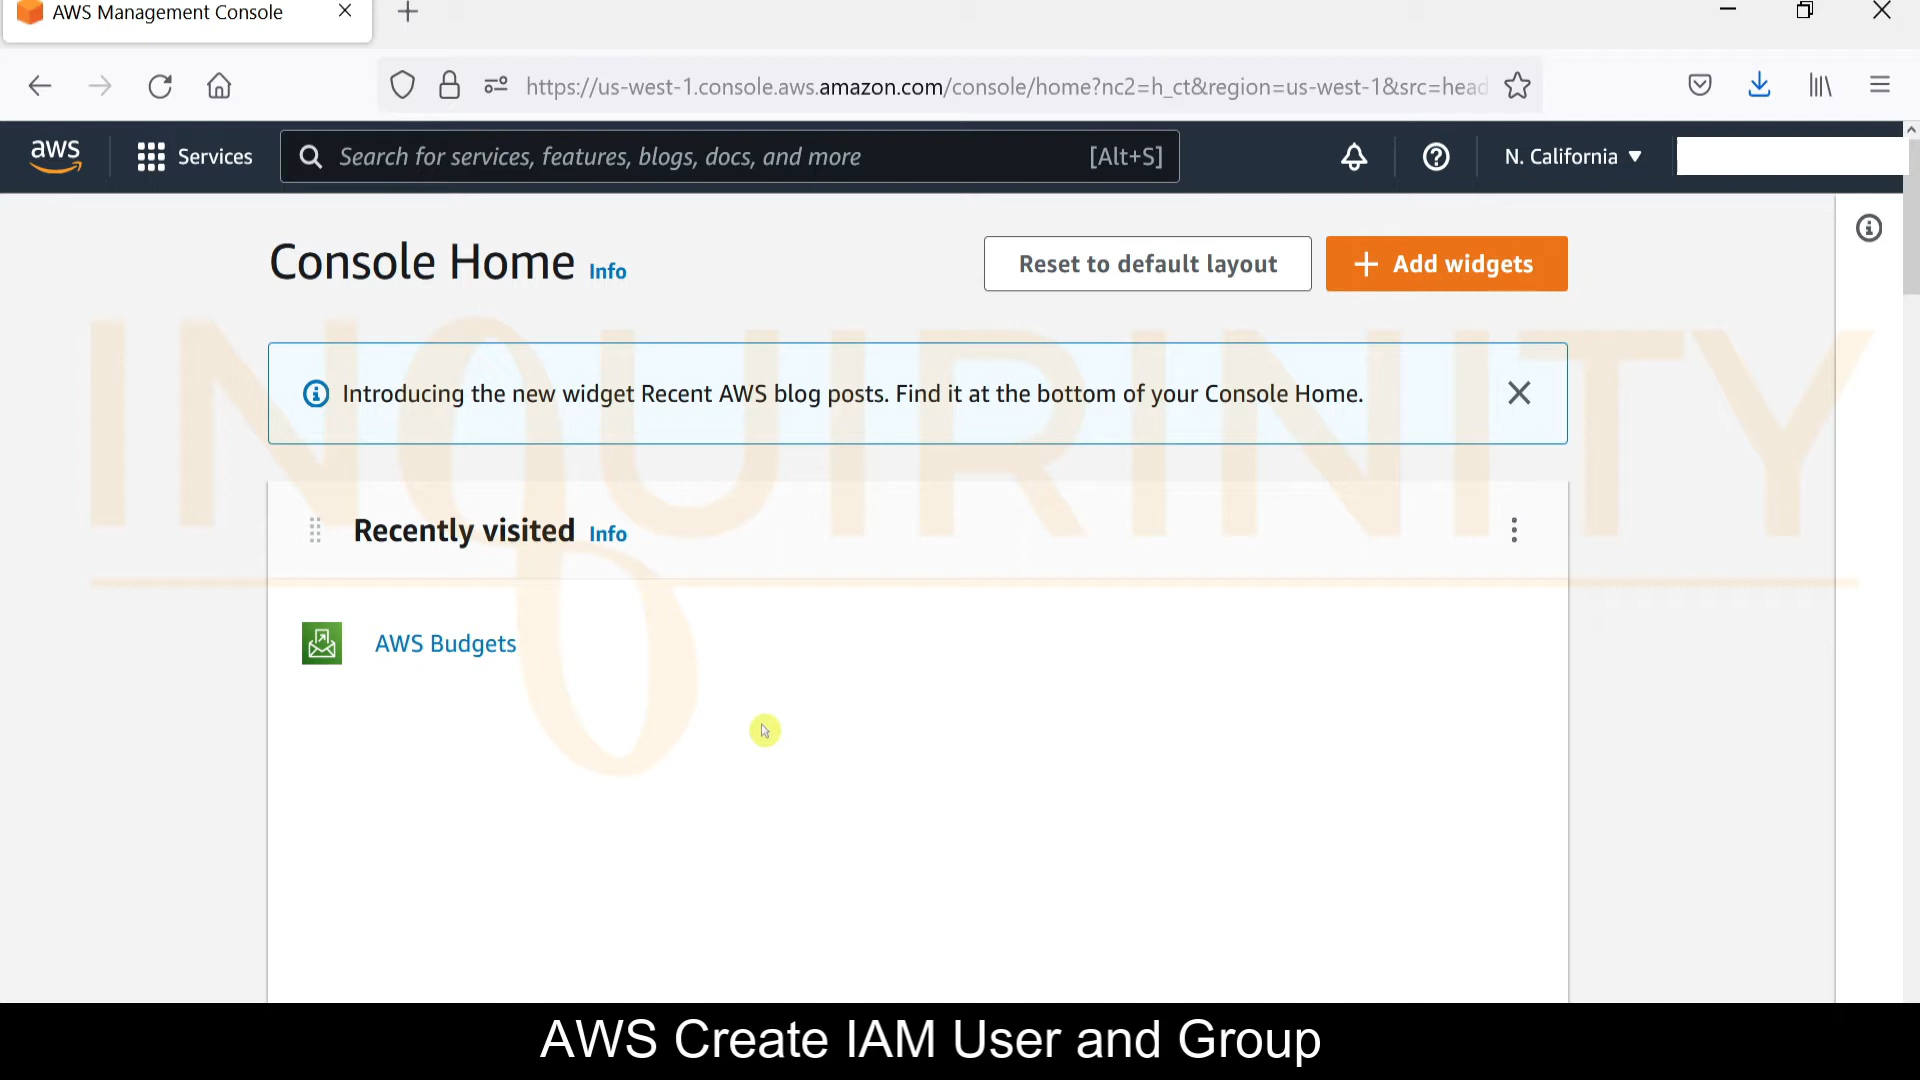 AWS Management Console
https://us-west-1.console.aws.amazon.com/console/home?nc2=h_ct&region=us-west-1&src=head
aws Services Search for services, features, blogs, docs, and more [Alt+S] N. California
Console Home Info Reset to default layout Add widgets
INQUIRINITY
Introducing the new widget Recent AWS blog posts. Find it at the bottom of your Console Home.
Recently visited Info
AWS Budgets
AWS Create IAM User and Group